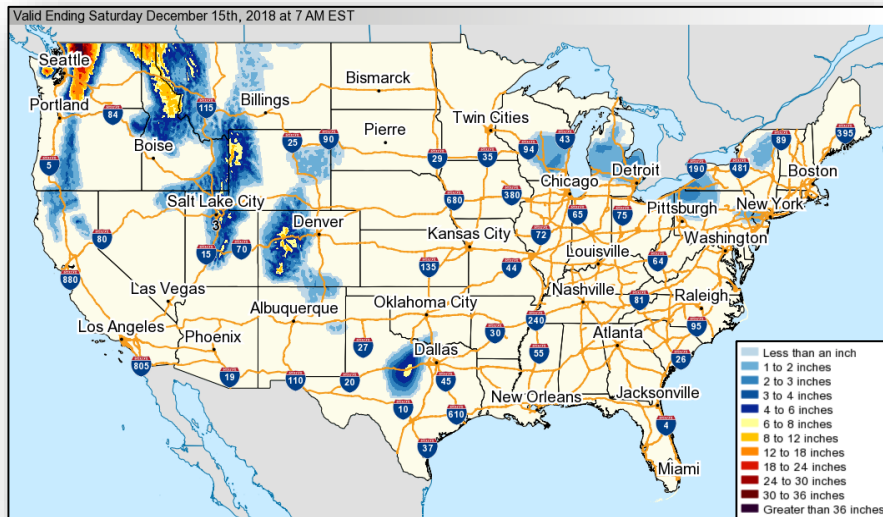 Valid Ending Saturday December 15th, 2018 at 7 AM EST
Seattle
Portland
84
115
Billings
Bismarck
Twin Cities
5
Boise
25
90
Pierre
29
35
94
43
Chicago
Detroit
190
481
89
395
Boston
Salt Lake City
3
680
380
65
75
Pittsburgh
New York
80
15
70
Denver
Kansas City
72
Louisville
64
Washington
880
Las Vegas
135
44
Nashville
81
Raleigh
Los Angeles
Phoenix
Albuquerque
Oklahoma City
2
240
30
Atlanta
95
805
19
110
27
20
Dallas
45
55
26
10
610
New Orleans
Jacksonville
37
4
Miami
Less than an inch
1 to 2 inches
2 to 3 inches
3 to 4 inches
4 to 6 inches
6 to 8 inches
8 to 12 inches
12 to 18 inches
18 to 24 inches
24 to 30 inches
30 to 36 inches
Greater than 36 inches